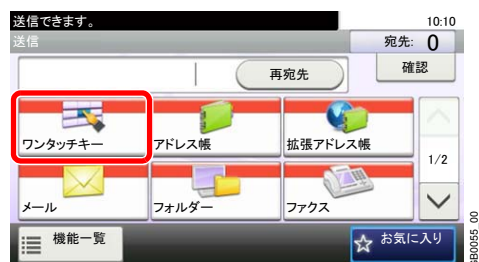 送信できます。
10:10
送信
宛先: 0
再宛先
確認
ワンタッチキー
アドレス帳
拡張アドレス帳
1/2
メール
フォルダー
ファクス
機能一覧
お気に入り